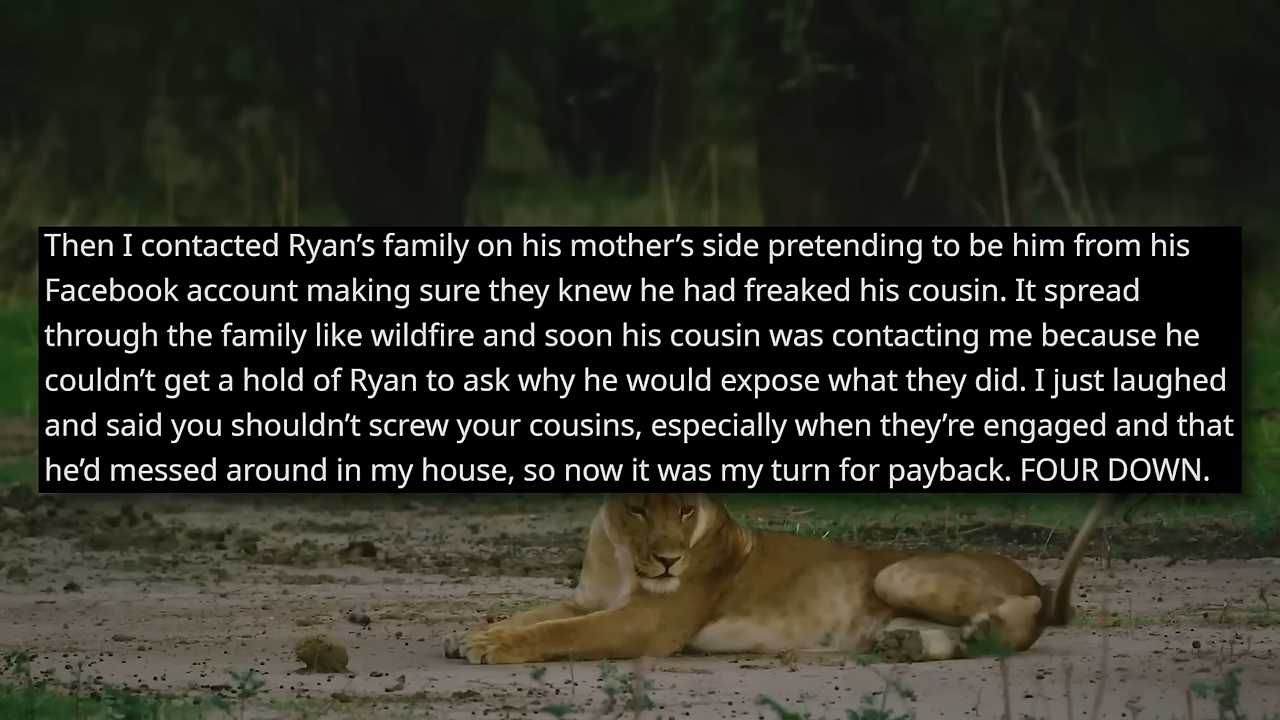 Then I contacted Ryan’s family on his mother’s side pretending to be him from his
Facebook account making sure they knew he had freaked his cousin. It spread
through the family like wildfire and soon his cousin was contacting me because he
couldn’t get a hold of Ryan to ask why he would expose what they did. I just laughed
and said you shouldn’t screw your cousins, especially when they’re engaged and that
he’d messed around in my house, so now it was my turn for payback. FOUR DOWN.